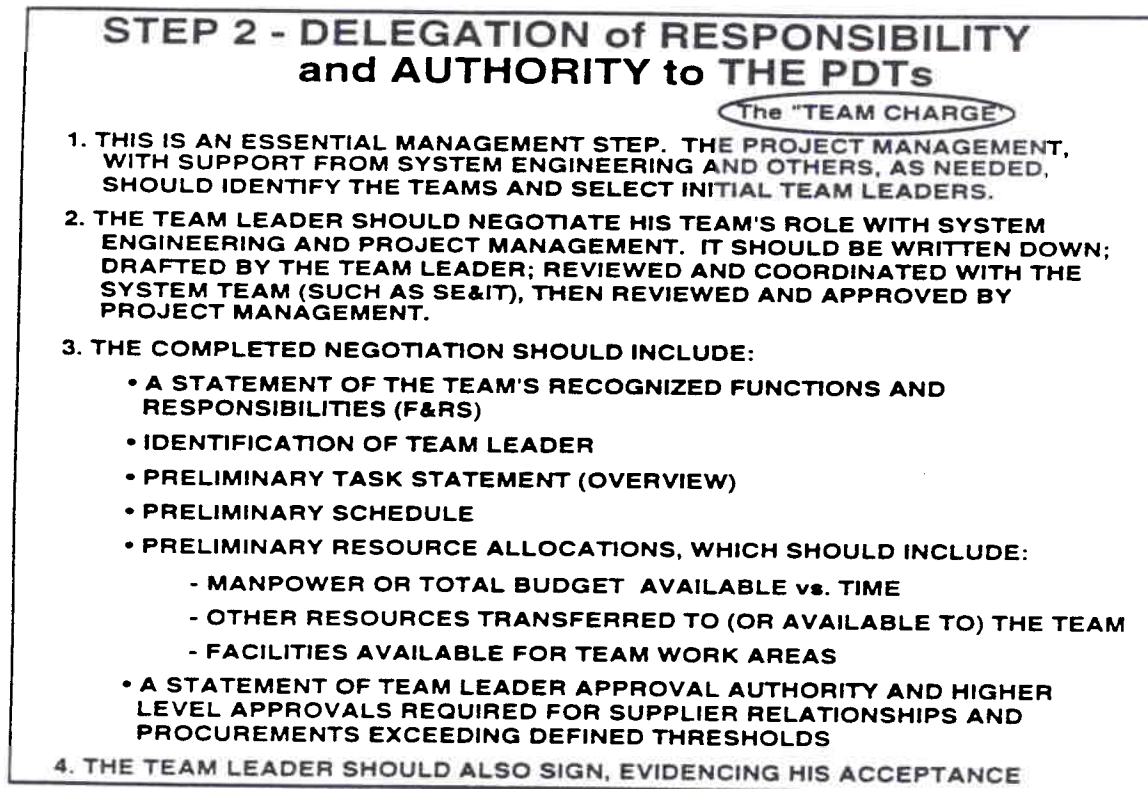 STEP 2 - DELEGATION of RESPONSIBILITY
and AUTHORITY to THE PDTs
The "TEAM CHARGE"
1. THIS IS AN ESSENTIAL MANAGEMENT STEP. THE PROJECT MANAGEMENT,
WITH SUPPORT FROM SYSTEM ENGINEERING AND OTHERS, AS NEEDED,
SHOULD IDENTIFY THE TEAMS AND SELECT INITIAL TEAM LEADERS.
2. THE TEAM LEADER SHOULD NEGOTIATE HIS TEAM'S ROLE WITH SYSTEM
ENGINEERING AND PROJECT MANAGEMENT. IT SHOULD BE WRITTEN DOWN;
DRAFTED BY THE TEAM LEADER; REVIEWED AND COORDINATED WITH THE
SYSTEM TEAM (SUCH AS SE&IT), THEN REVIEWED AND APPROVED BY
PROJECT MANAGEMENT.
3. THE COMPLETED NEGOTIATION SHOULD INCLUDE:
• A STATEMENT OF THE TEAM'S RECOGNIZED FUNCTIONS AND
RESPONSIBILITIES (F&RS)
• IDENTIFICATION OF TEAM LEADER
• PRELIMINARY TASK STATEMENT (OVERVIEW)
• PRELIMINARY SCHEDULE
• PRELIMINARY RESOURCE ALLOCATIONS, WHICH SHOULD INCLUDE:
- MANPOWER OR TOTAL BUDGET AVAILABLE vs. TIME
- OTHER RESOURCES TRANSFERRED TO (OR AVAILABLE TO) THE TEAM
- FACILITIES AVAILABLE FOR TEAM WORK AREAS
• A STATEMENT OF TEAM LEADER APPROVAL AUTHORITY AND HIGHER
LEVEL APPROVALS REQUIRED FOR SUPPLIER RELATIONSHIPS AND
PROCUREMENTS EXCEEDING DEFINED THRESHOLDS
4. THE TEAM LEADER SHOULD ALSO SIGN, EVIDENCING HIS ACCEPTANCE